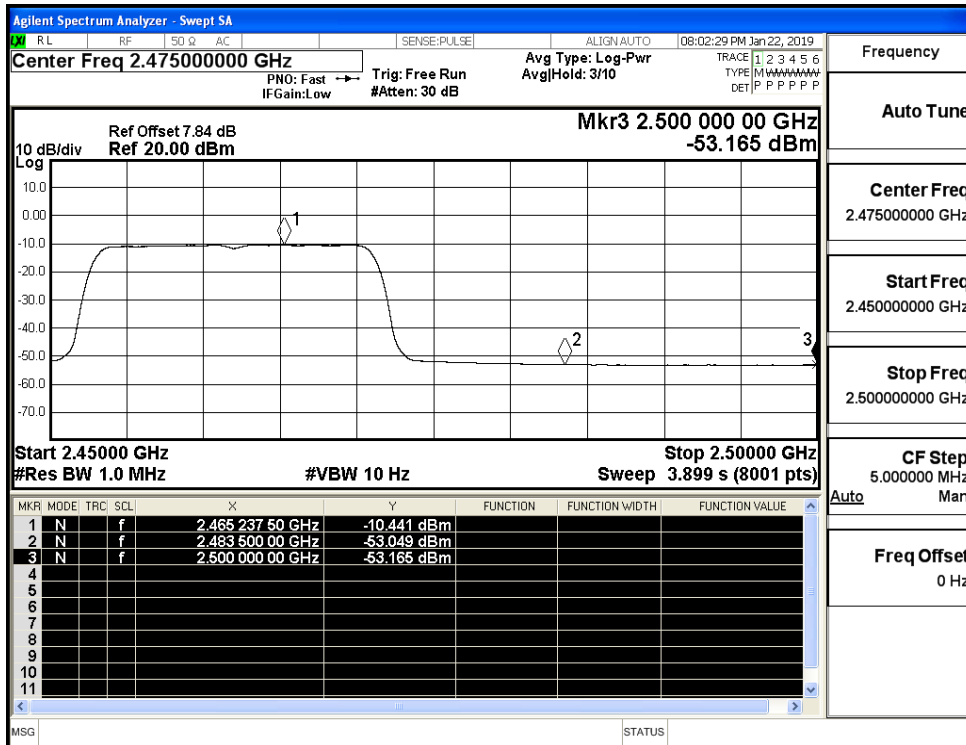 Agilent Spectrum Analyzer - Swept SA
LXI RL RF 50 Ω AC SENSE:PULSE ALIGN AUTO 08:02:29 PM Jan 22, 2019
Center Freq 2.475000000 GHz Avg Type: Log-Pwr TRACE 1 2 3 4 5 6
PNO: Fast Trig: Free Run Avg|Hold: 3/10 TYPE M
IFGain:Low #Atten: 30 dB DET P P P P P P
Ref Offset 7.84 dB Mkr3 2.500 000 00 GHz
10 dB/div Ref 20.00 dBm -53.165 dBm
Log
10.0
0.00
-10.0
-20.0
-30.0
-40.0
-50.0
-60.0
-70.0
1
2
3
Start 2.45000 GHz Stop 2.50000 GHz
#Res BW 1.0 MHz #VBW 10 Hz Sweep 3.899 s (8001 pts)
MKR MODE TRC SCL X Y FUNCTION FUNCTION WIDTH FUNCTION VALUE
1 N f 2.465 237 50 GHz -10.441 dBm
2 N f 2.483 500 00 GHz -53.049 dBm
3 N f 2.500 000 00 GHz -53.165 dBm
4
5
6
7
8
9
10
11
MSG STATUS
Frequency
Auto Tune
Center Freq
2.475000000 GHz
Start Freq
2.450000000 GHz
Stop Freq
2.500000000 GHz
CF Step
5.000000 MHz
Auto Man
Freq Offset
0 Hz